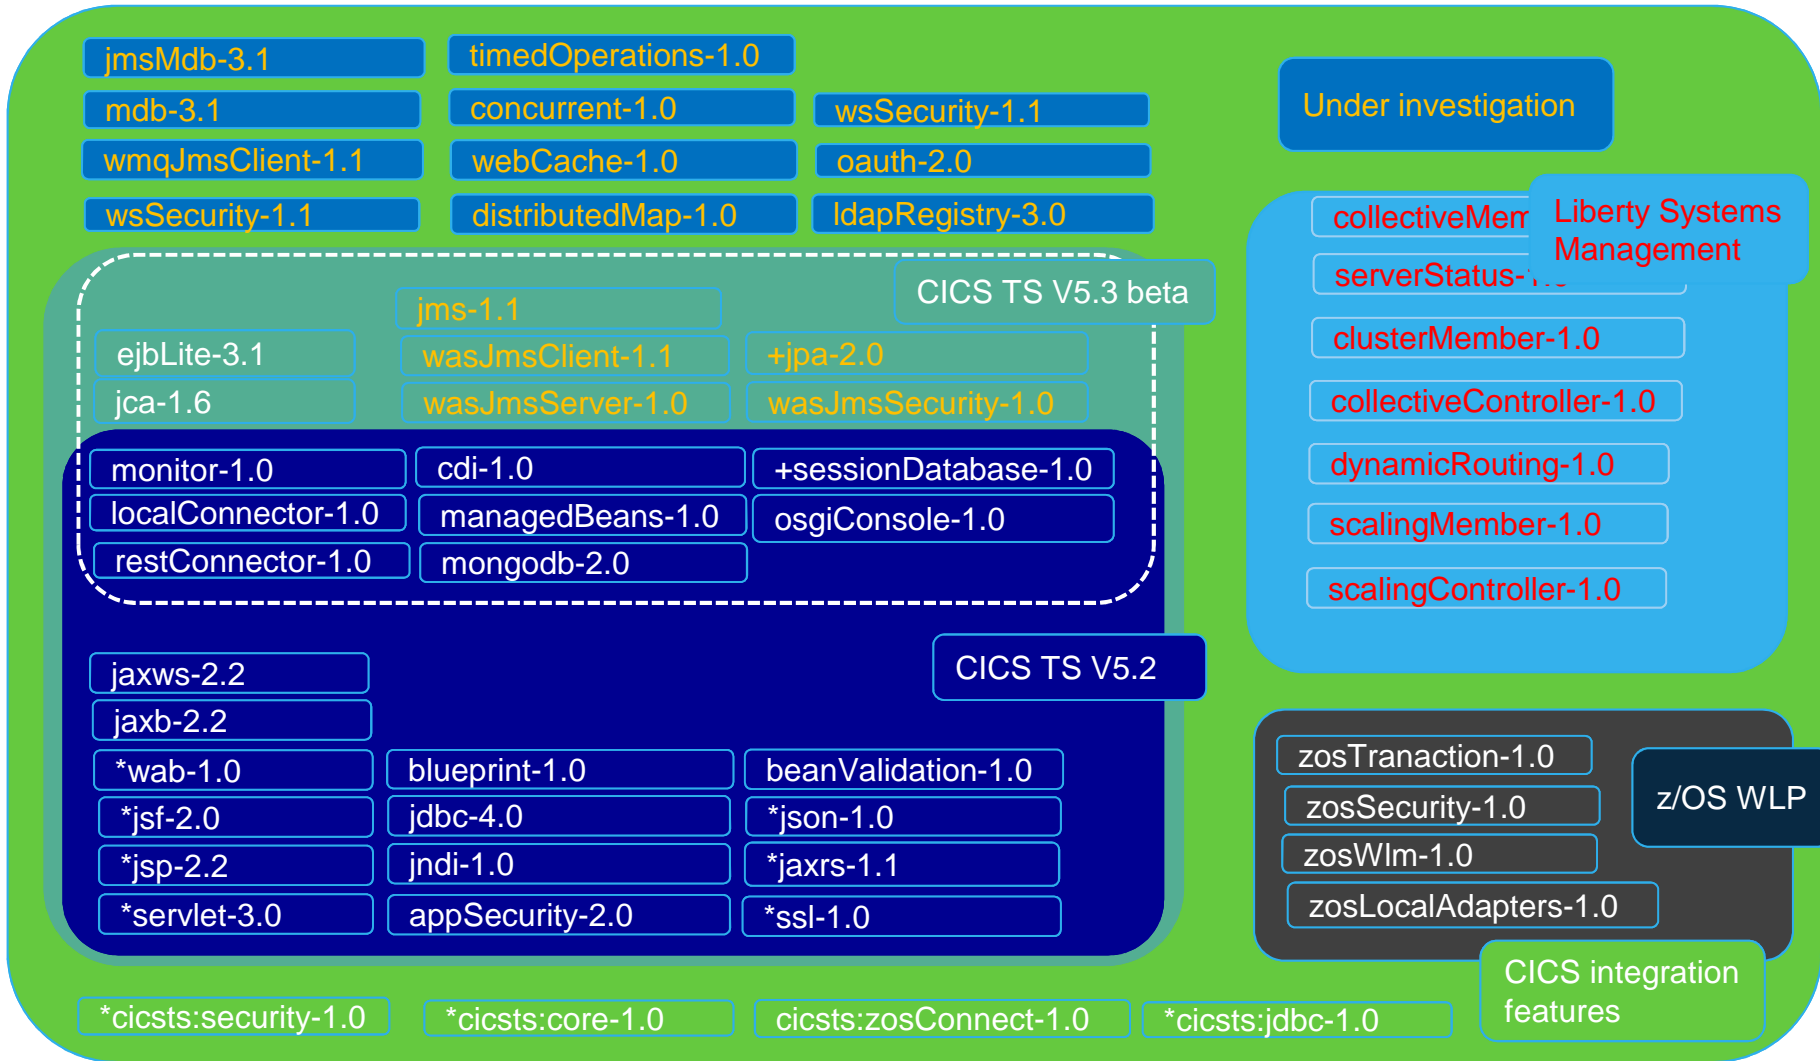 jmsMdb-3.1
timedOperations-1.0
mdb-3.1
concurrent-1.0
wsSecurity-1.1
wmqJmsClient-1.1
webCache-1.0
oauth-2.0
wsSecurity-1.1
distributedMap-1.0
ldapRegistry-3.0
Under investigation
CICS TS V5.3 beta
jms-1.1
ejbLite-3.1
wasJmsClient-1.1
+jpa-2.0
jca-1.6
wasJmsServer-1.0
wasJmsSecurity-1.0
monitor-1.0
cdi-1.0
+sessionDatabase-1.0
localConnector-1.0
managedBeans-1.0
osgiConsole-1.0
restConnector-1.0
mongodb-2.0
CICS TS V5.2
jaxws-2.2
jaxb-2.2
*wab-1.0
blueprint-1.0
beanValidation-1.0
*jsf-2.0
jdbc-4.0
*json-1.0
*jsp-2.2
jndi-1.0
*jaxrs-1.1
*servlet-3.0
appSecurity-2.0
*ssl-1.0
Liberty Systems
Management
collectiveMem
serverStatus-
clusterMember-1.0
collectiveController-1.0
dynamicRouting-1.0
scalingMember-1.0
scalingController-1.0
zosTranaction-1.0
zosSecurity-1.0
zosWlm-1.0
zosLocalAdapters-1.0
z/OS WLP
CICS integration
features
*cicsts:security-1.0
*cicsts:core-1.0
cicsts:zosConnect-1.0
*cicsts:jdbc-1.0